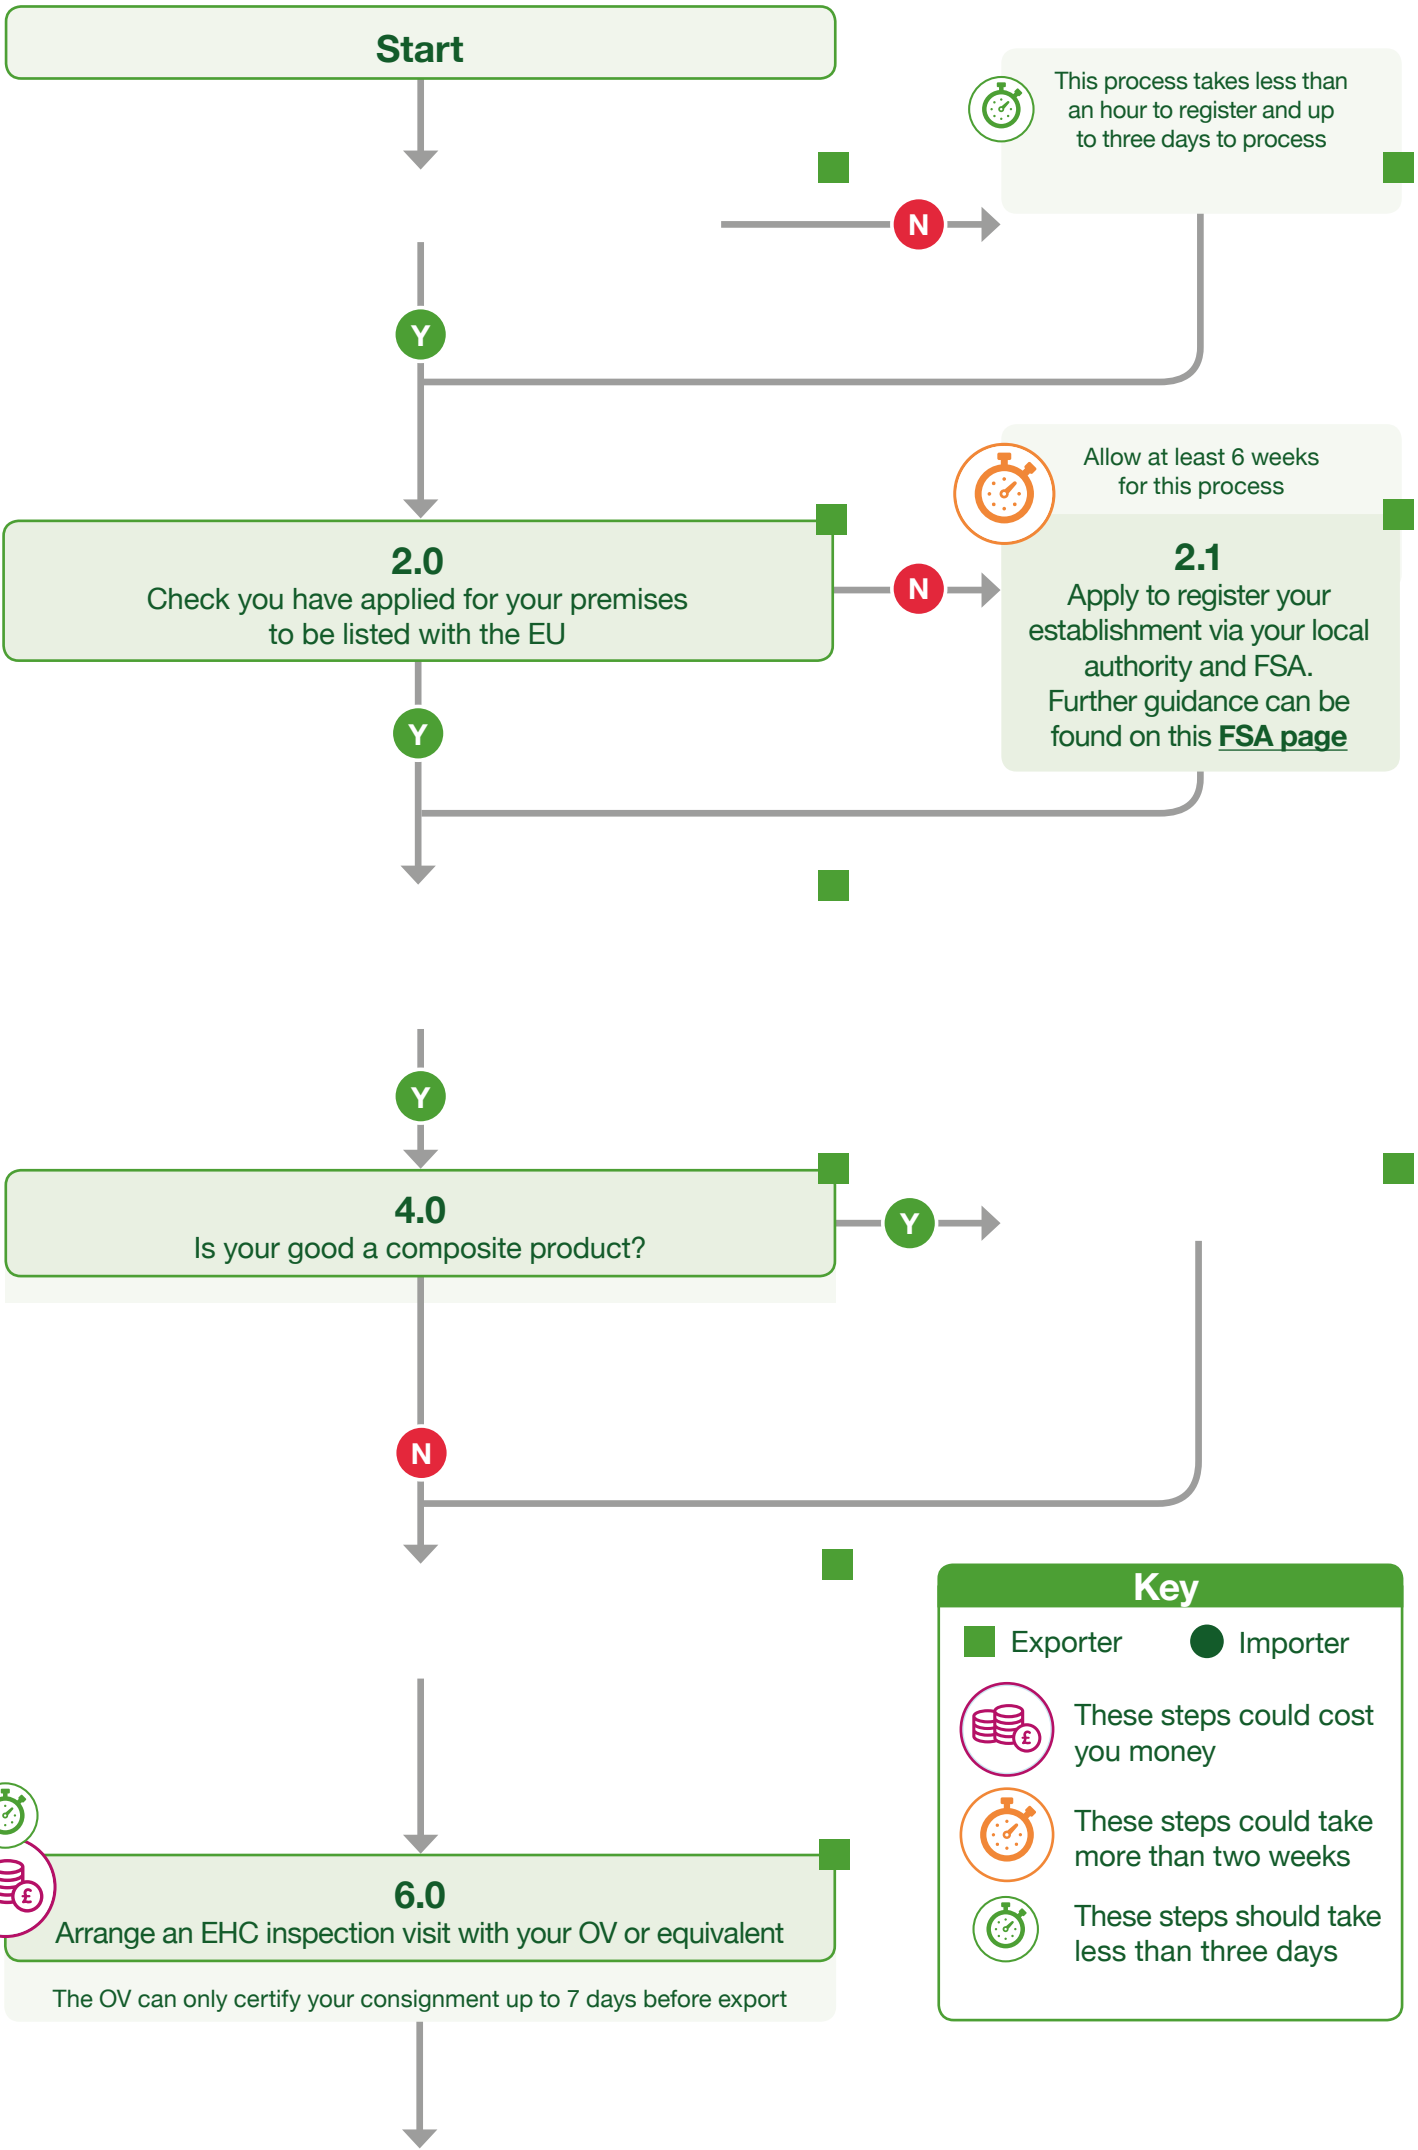 Start
This process takes less than
an hour to register and up
to three days to process
N
Y
Allow at least 6 weeks
for this process
2.0
Check you have applied for your premises
to be listed with the EU
N
2.1
Apply to register your
establishment via your local
authority and FSA.
Further guidance can be
found on this FSA page
Y
Y
4.0
Is your good a composite product?
Y
N
Key
Exporter
Importer
£
These steps could cost
you money
These steps could take
more than two weeks
These steps should take
less than three days
£
6.0
Arrange an EHC inspection visit with your OV or equivalent
The OV can only certify your consignment up to 7 days before export